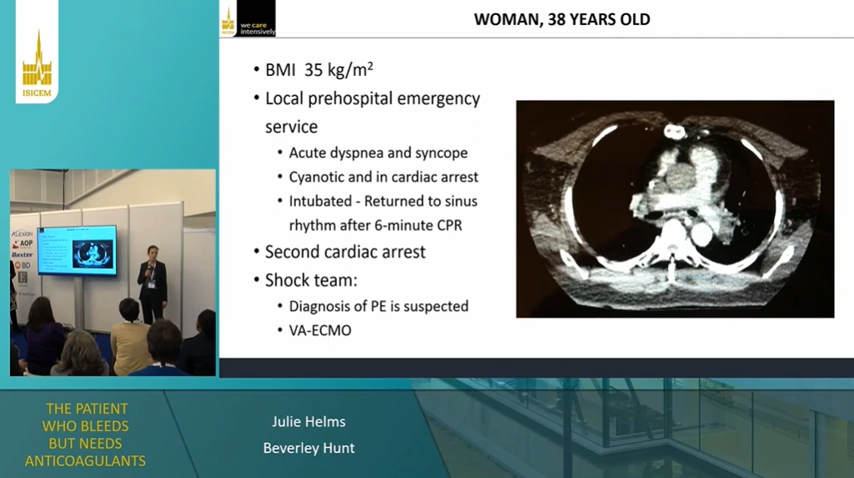 ISICEM
we care
intensively
WOMAN, 38 YEARS OLD
• BMI 35 kg/m²
• Local prehospital emergency
service
• Acute dyspnea and syncope
• Cyanotic and in cardiac arrest
• Intubated - Returned to sinus
rhythm after 6-minute CPR
• Second cardiac arrest
• Shock team:
• Diagnosis of PE is suspected
• VA-ECMO
AOP
Baxter
BD
THE PATIENT
WHO BLEEDS
BUT NEEDS
ANTICOAGULANTS
Julie Helms
Beverley Hunt